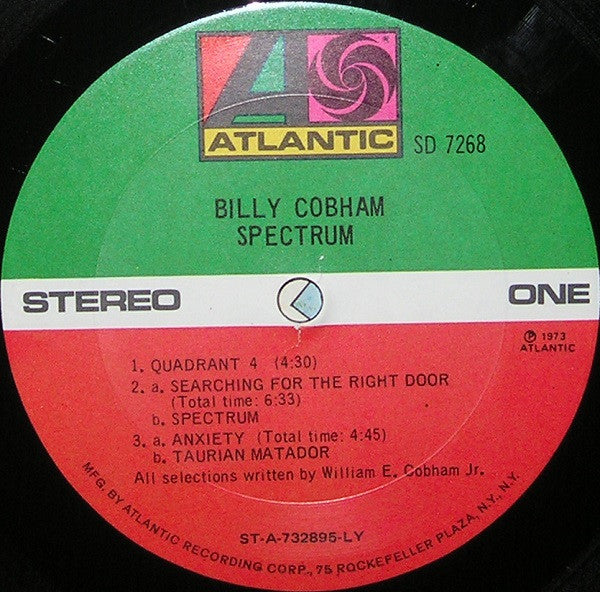 ATLANTIC
SD 7268
BILLY COBHAM
SPECTRUM
STEREO
ONE
℗ 1973
ATLANTIC
1. QUADRANT 4 (4:30)
2. a. SEARCHING FOR THE RIGHT DOOR
(Total time: 6:33)
b. SPECTRUM
3. a. ANXIETY (Total time: 4:45)
b. TAURIAN MATADOR
All selections written by William E. Cobham Jr.
ST-A-732895-LY
MFG. BY ATLANTIC RECORDING CORP., 75 ROCKEFELLER PLAZA, N.Y., N.Y.